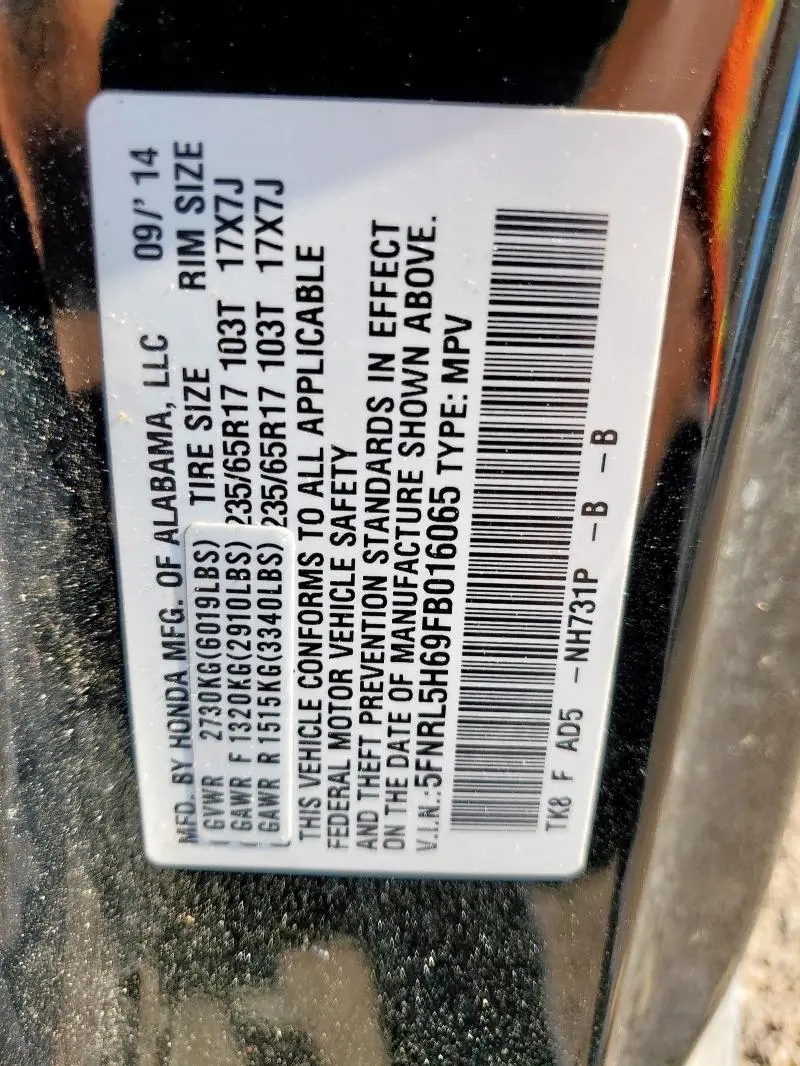 MFD. BY HONDA MFG. OF ALABAMA, LLC 09/' 14
TIRE SIZE RIM SIZE
GVWR 2730KG(6019LBS)
GAWR F 1320KG(2910LBS) 235/65R17 103T 17X7J
GAWR R 1515KG(3340LBS) 235/65R17 103T 17X7J
THIS VEHICLE CONFORMS TO ALL APPLICABLE
FEDERAL MOTOR VEHICLE SAFETY
AND THEFT PREVENTION STANDARDS IN EFFECT
ON THE DATE OF MANUFACTURE SHOWN ABOVE.
V.I.N.:5FNRL5H69FB016065 TYPE: MPV
TK8 F AD5 -NH731P -B -B